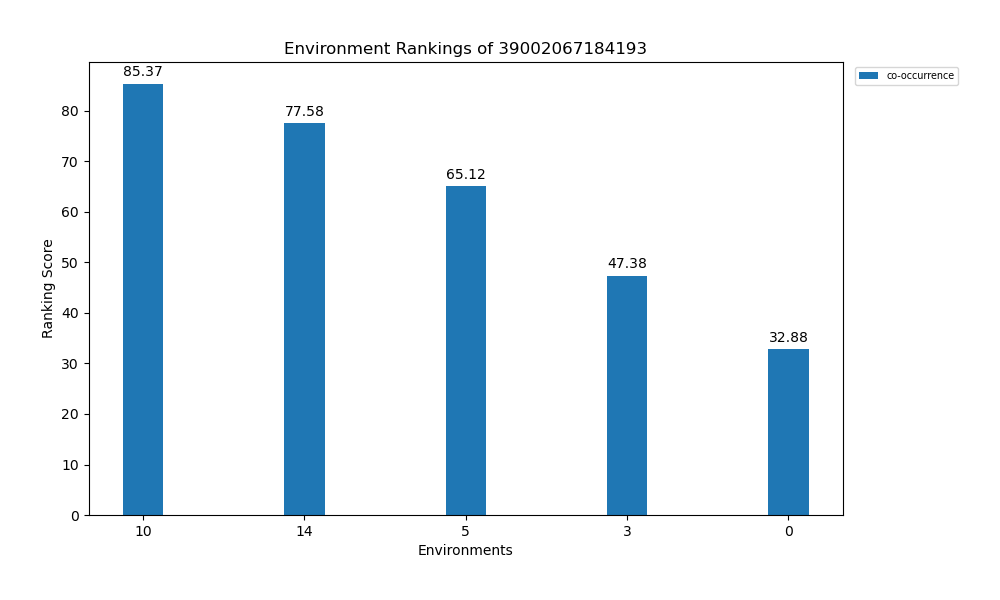 Environment Rankings of 39002067184193
co-occurrence
85.37
77.58
65.12
47.38
32.88
Ranking Score
80
70
60
50
40
30
20
10
0
10 14 5 3 0
Environments